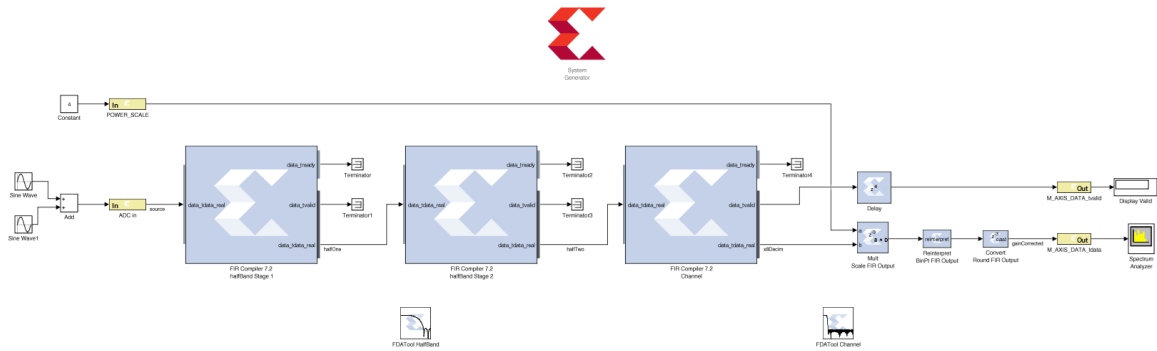 System
Generator
4
Constant
In
POWER_SCALE
Sine Wave
Sine Wave1
+
+
Add
In
ADC in
source
data_tdata_real
data_tready
data_tvalid
data_tdata_real
FIR Compiler 7.2
halfBand Stage 1
Terminator
Terminator1
halfOne
data_tdata_real
data_tready
data_tvalid
data_tdata_real
FIR Compiler 7.2
halfBand Stage 2
Terminator2
Terminator3
halfTwo
data_tdata_real
data_tready
data_tvalid
data_tdata_real
FIR Compiler 7.2
Channel
Terminator4
allDecim
Delay
a
b
a × b
Mult
Scale FIR Output
reinterpret
Reinterpret
BinPt FIR Output
cast
Convert
Round FIR Output
gainCorrected
Out
M_AXIS_DATA_tvalid
Display Valid
Out
M_AXIS_DATA_tdata
Spectrum
Analyzer
FDATool HalfBand
FDATool Channel